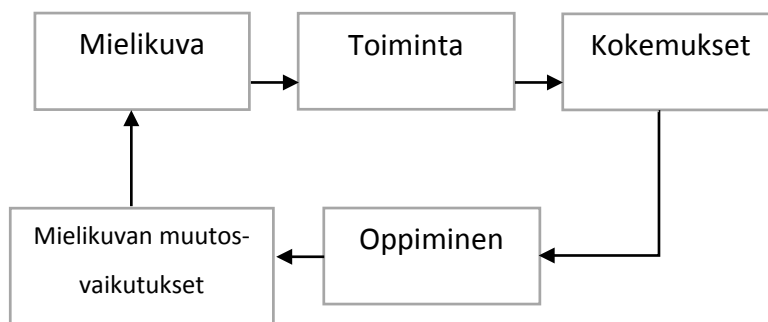 Mielikuva
Toiminta
Kokemukset
Mielikuvan muutos-
vaikutukset
Oppiminen